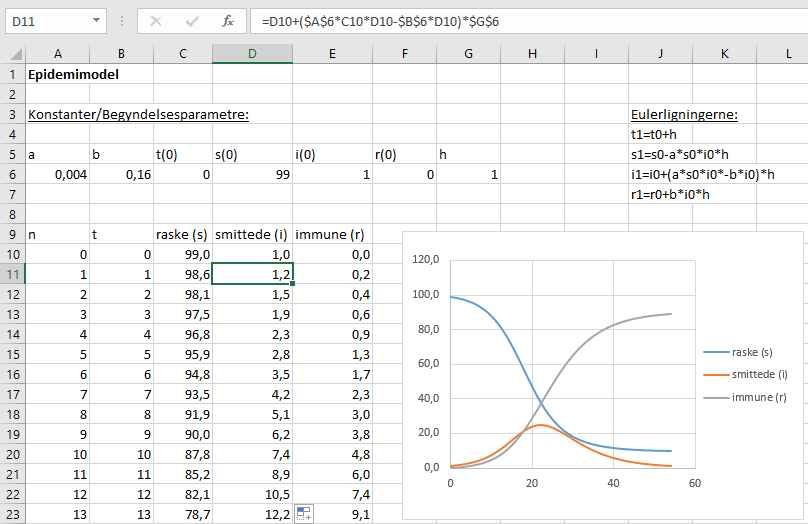 D11 fx =D10+($A$6*C10*D10-$B$6*D10)*$G$6
A B C D E F G H I J K L
1 Epidemimodel
2
3 Konstanter/Begyndelsesparametre: Eulerligningerne:
4 t1=t0+h
5 a b t(0) s(0) i(0) r(0) h s1=s0-a*s0*i0*h
6 0,004 0,16 0 99 1 0 1 i1=i0+(a*s0*i0*-b*i0)*h
7 r1=r0+b*i0*h
8
9 n t raske (s) smittede (i) immune (r)
10 0 0 99,0 1,0 0,0
11 1 1 98,6 1,2 0,2
12 2 2 98,1 1,5 0,4
13 3 3 97,5 1,9 0,6
14 4 4 96,8 2,3 0,9
15 5 5 95,9 2,8 1,3
16 6 6 94,8 3,5 1,7
17 7 7 93,5 4,2 2,3
18 8 8 91,9 5,1 3,0
19 9 9 90,0 6,2 3,8
20 10 10 87,8 7,4 4,8
21 11 11 85,2 8,9 6,0
22 12 12 82,1 10,5 7,4
23 13 13 78,7 12,2 9,1
120,0
100,0
80,0
60,0
40,0
20,0
0,0
0 20 40 60
raske (s)
smittede (i)
immune (r)